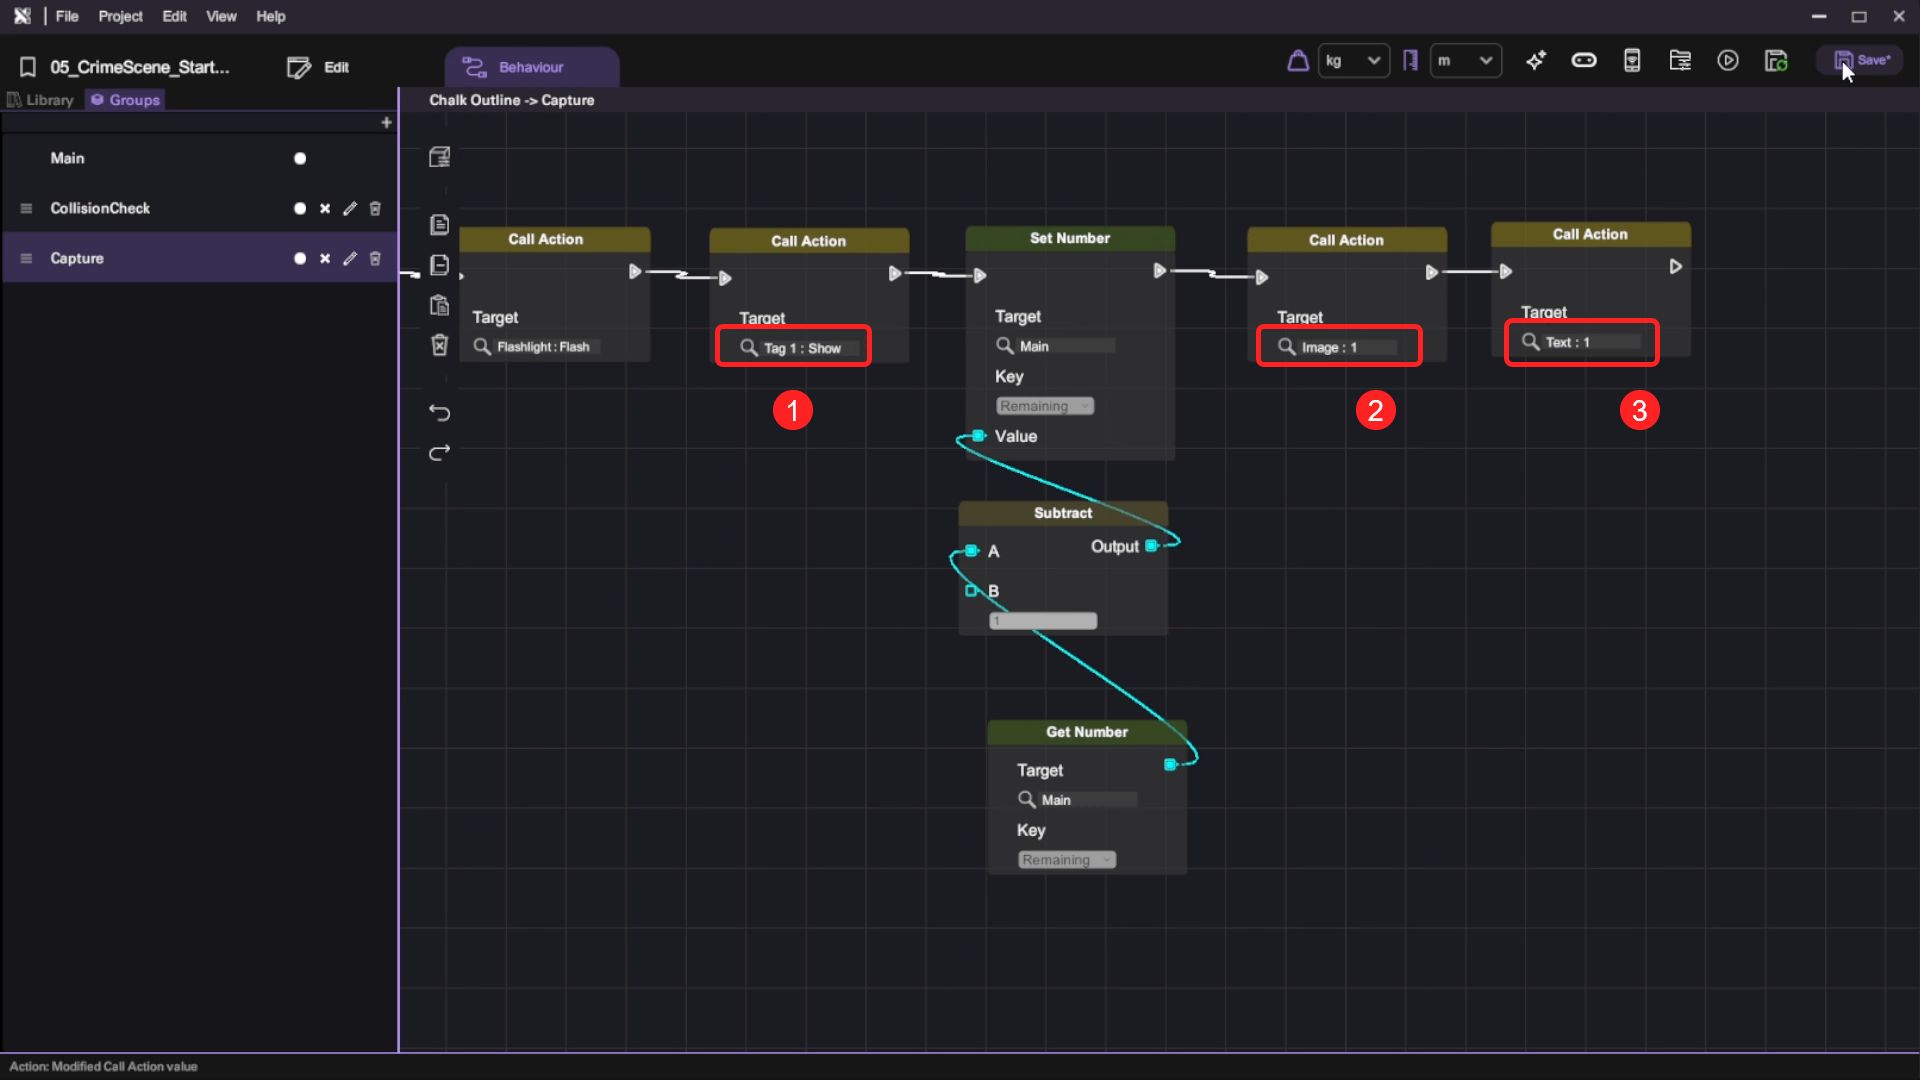 File Project Edit View Help
05_CrimeScene_Start... Edit Behaviour kg m Save*
Library Groups
Chalk Outline -> Capture
+
Main
CollisionCheck
Capture
Call Action
Target
Flashlight : Flash
Call Action
Target
Tag 1 : Show
1
Set Number
Target
Main
Key
Remaining
Value
Call Action
Target
Image : 1
2
Call Action
Target
Text : 1
3
Subtract
A Output
B
1
Get Number
Target
Main
Key
Remaining
Action: Modified Call Action value